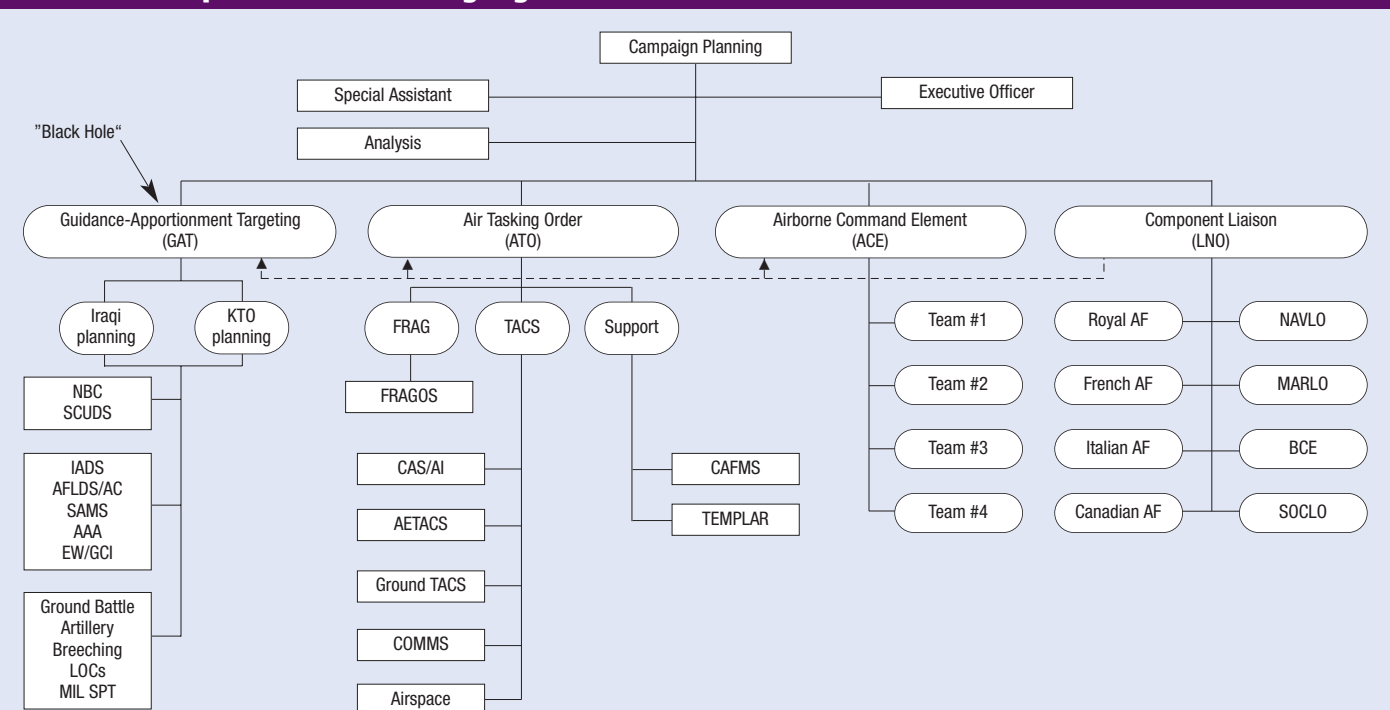 Campaign Planning
Special Assistant
Executive Officer
Analysis
"Black Hole“
Guidance-Apportionment Targeting
(GAT)
Air Tasking Order
(ATO)
Airborne Command Element
(ACE)
Component Liaison
(LNO)
Iraqi
planning
KTO
planning
FRAG
TACS
Support
Team #1
Royal AF
NAVLO
NBC
SCUDS
FRAGOS
Team #2
French AF
MARLO
IADS
AFLDS/AC
SAMS
AAA
EW/GCI
CAS/AI
CAFMS
Team #3
Italian AF
BCE
AETACS
TEMPLAR
Team #4
Canadian AF
SOCLO
Ground TACS
Ground Battle
Artillery
Breeching
LOCs
MIL SPT
COMMS
Airspace